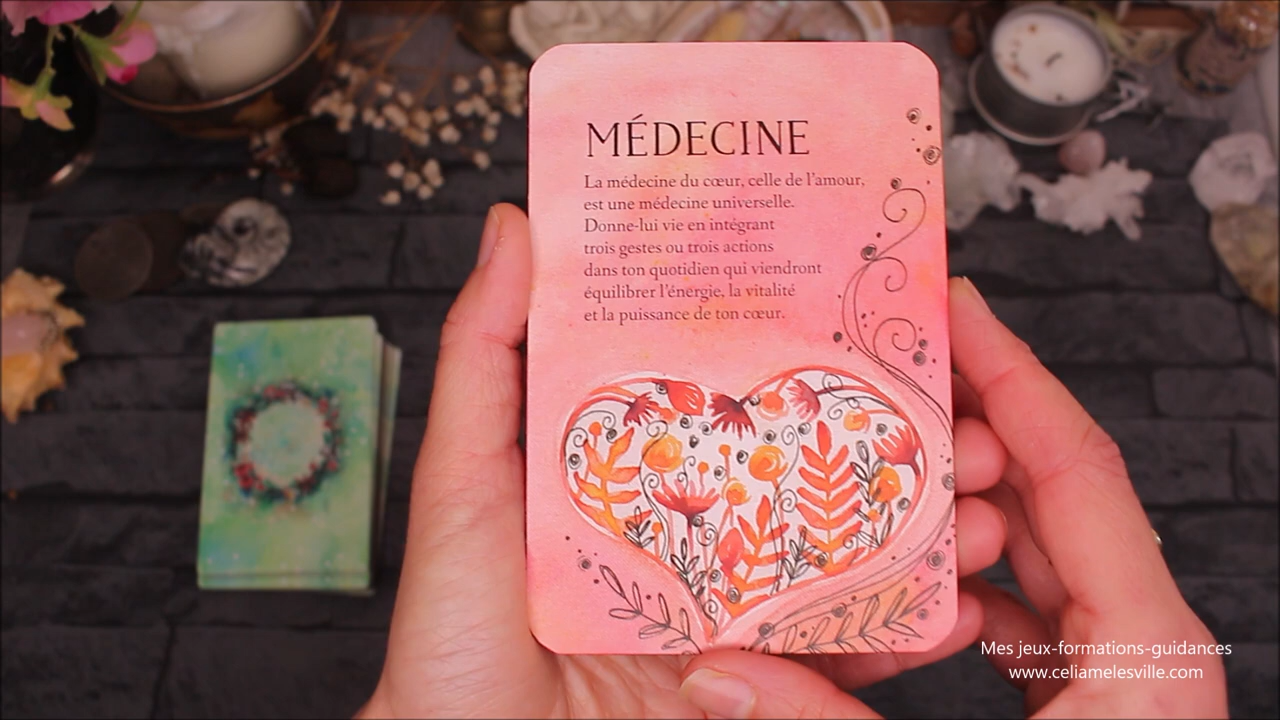 MÉDECINE
La médecine du cœur, celle de l'amour,
est une médecine universelle.
Donne-lui vie en intégrant
trois gestes ou trois actions
dans ton quotidien qui viendront
équilibrer l'énergie, la vitalité
et la puissance de ton cœur.
Mes jeux-formations-guidances
www.celiamelesville.com